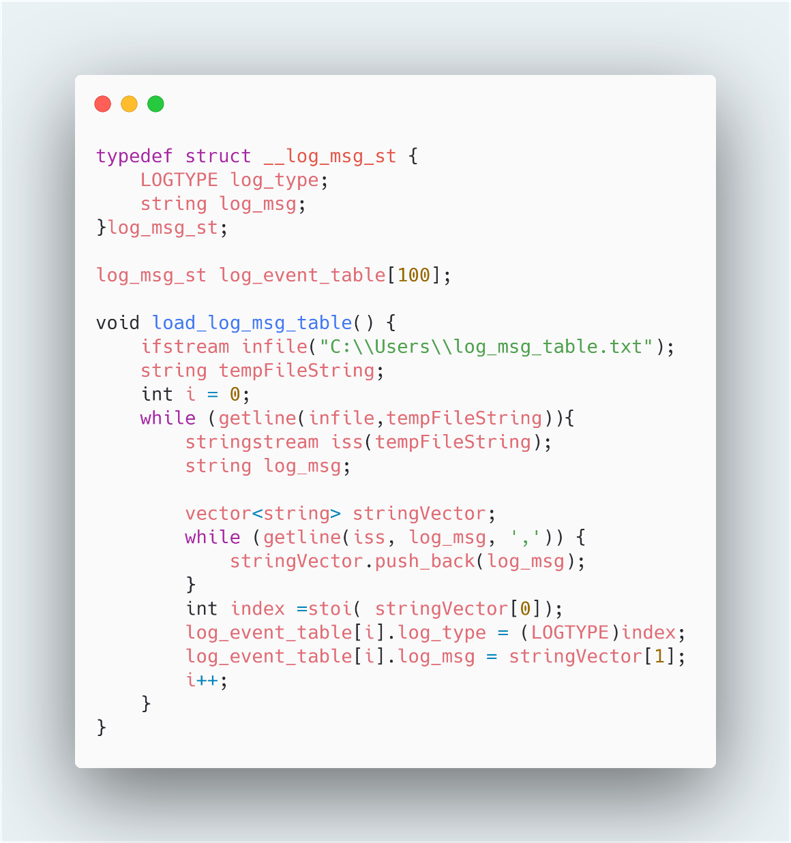 typedef struct __log_msg_st {
    LOGTYPE log_type;
    string log_msg;
}log_msg_st;

log_msg_st log_event_table[100];

void load_log_msg_table() {
    ifstream infile("C:\\Users\\log_msg_table.txt");
    string tempFileString;
    int i = 0;
    while (getline(infile,tempFileString)){
        stringstream iss(tempFileString);
        string log_msg;

        vector<string> stringVector;
        while (getline(iss, log_msg, ',')) {
            stringVector.push_back(log_msg);
        }
        int index =stoi( stringVector[0]);
        log_event_table[i].log_type = (LOGTYPE)index;
        log_event_table[i].log_msg = stringVector[1];
        i++;
    }
}